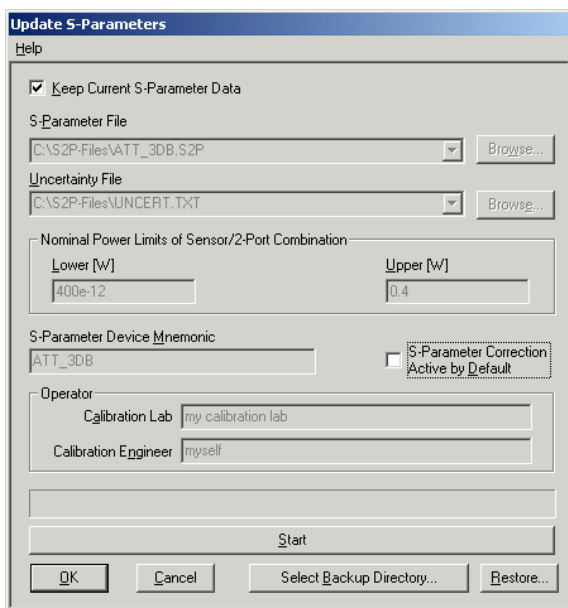 Update S-Parameters
Help
Keep Current S-Parameter Data
S-Parameter File
C:\S2P-Files\ATT_3DB.S2P
Browse...
Uncertainty File
C:\S2P-Files\UNCERT.TXT
Browse...
Nominal Power Limits of Sensor/2-Port Combination
Lower [W]
Upper [W]
400e-12
0.4
S-Parameter Device Mnemonic
ATT_3DB
S-Parameter Correction
Active by Default
Operator
Calibration Lab
my calibration lab
Calibration Engineer
myself
Start
OK
Cancel
Select Backup Directory...
Restore...